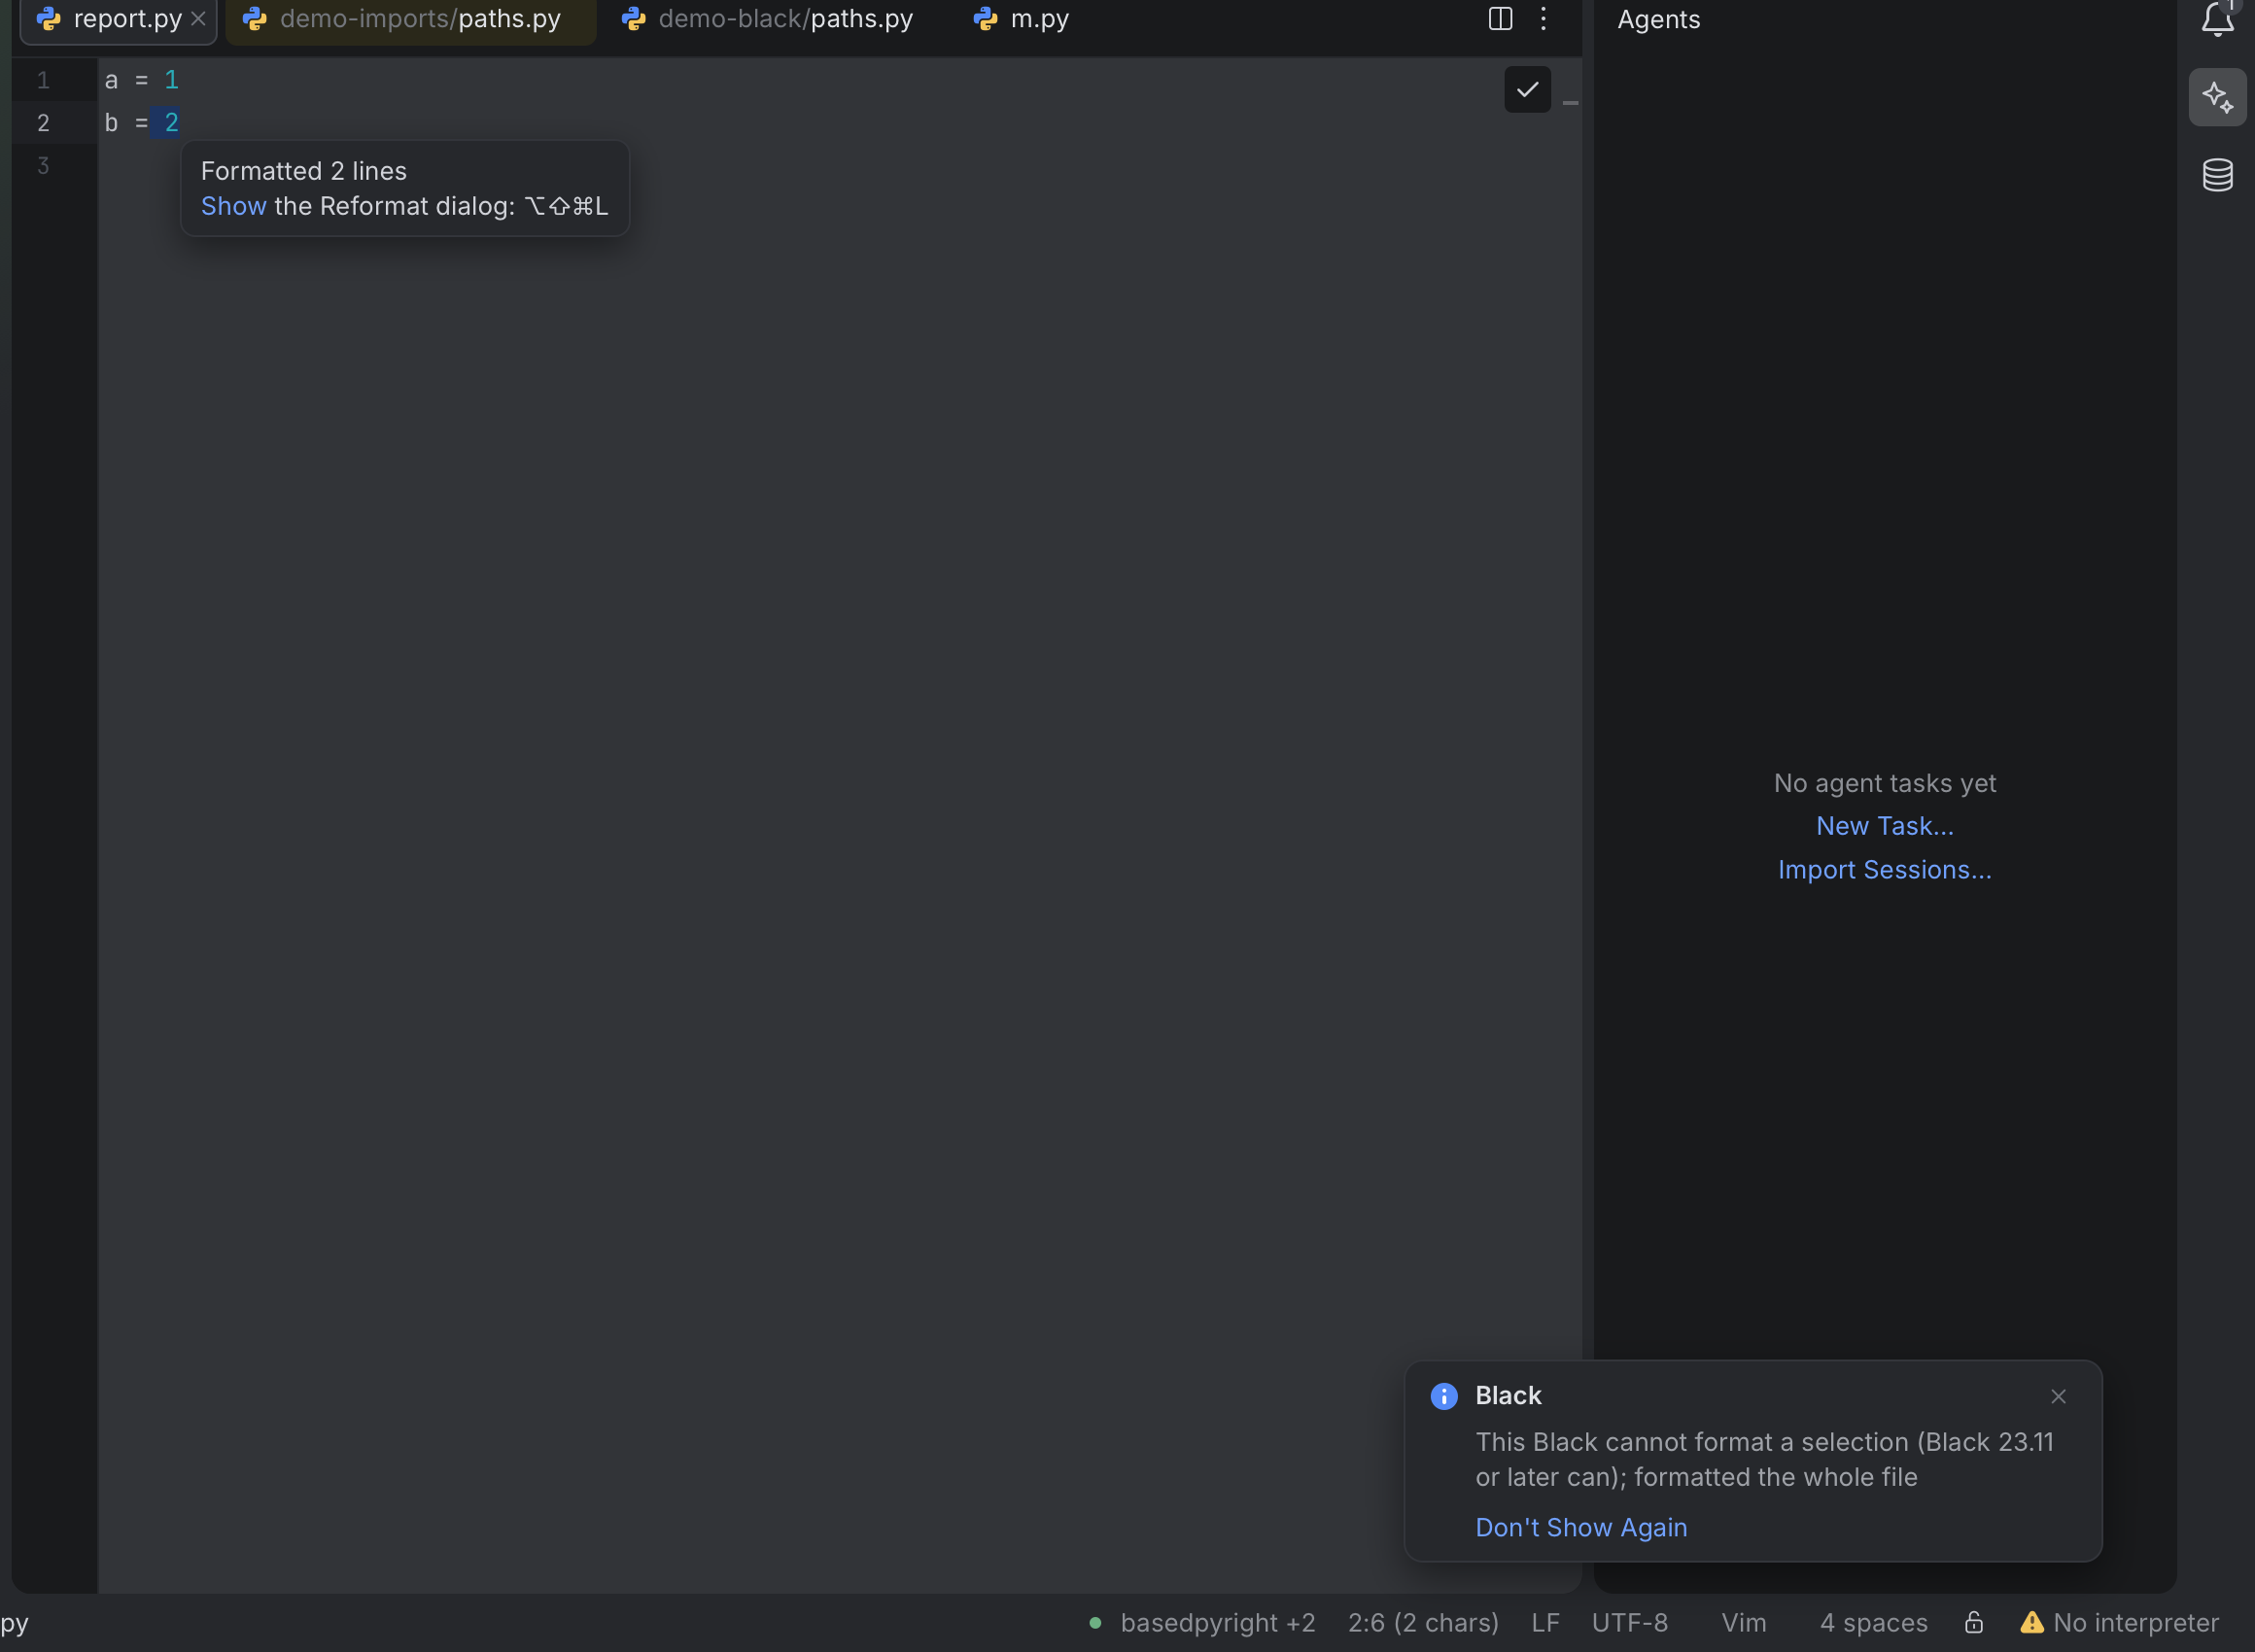 report.py
demo-imports/paths.py
demo-black/paths.py
m.py
Agents
1
1 a = 1
2 b = 2
3
Formatted 2 lines
Show the Reformat dialog: ⌥⇧⌘L
No agent tasks yet
New Task...
Import Sessions...
Black
This Black cannot format a selection (Black 23.11
or later can); formatted the whole file
Don't Show Again
py
basedpyright +2
2:6 (2 chars)
LF
UTF-8
Vim
4 spaces
No interpreter